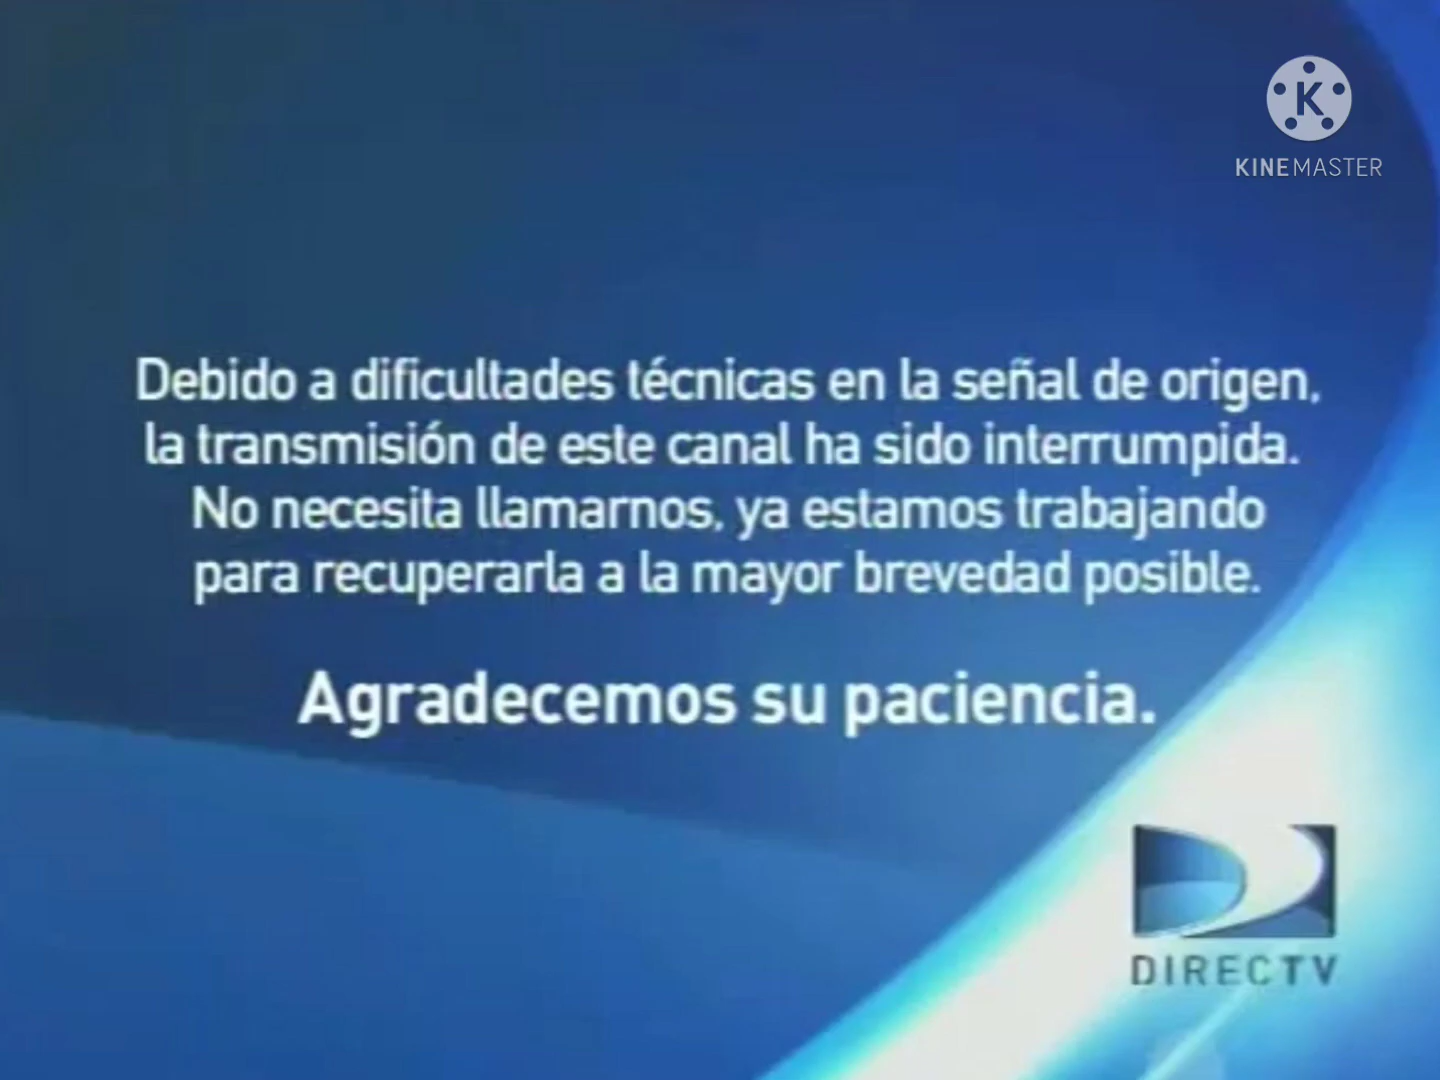 K
KINEMASTER
Debido a dificultades técnicas en la señal de origen,
la transmisión de este canal ha sido interrumpida.
No necesita llamarnos, ya estamos trabajando
para recuperarla a la mayor brevedad posible.
Agradecemos su paciencia.
DIRECTV